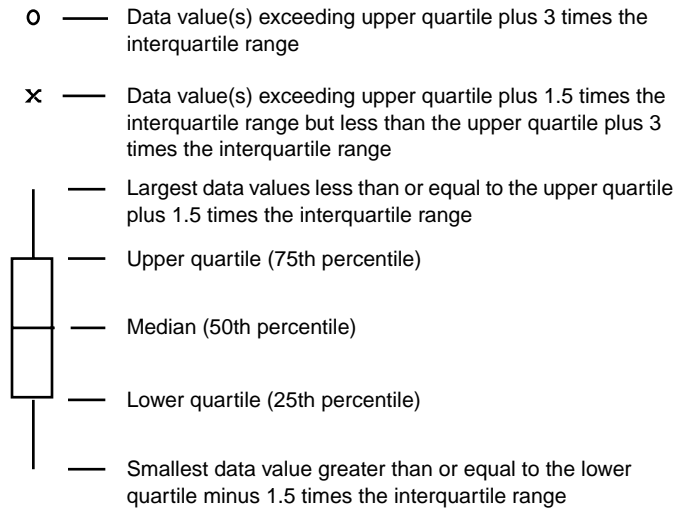 o Data value(s) exceeding upper quartile plus 3 times the
interquartile range
x Data value(s) exceeding upper quartile plus 1.5 times the
interquartile range but less than the upper quartile plus 3
times the interquartile range
Largest data values less than or equal to the upper quartile
plus 1.5 times the interquartile range
Upper quartile (75th percentile)
Median (50th percentile)
Lower quartile (25th percentile)
Smallest data value greater than or equal to the lower
quartile minus 1.5 times the interquartile range